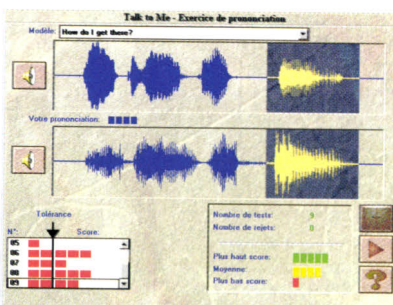 Talk to Me - Exercice de prononciation
Modèle: How do I get there?
Votre prononciation:
Tolérance
N°: Score:
05
06
07
08
09
Nombre de tests: 9
Nombre de rejets: 0
Plus haut score:
Moyenne:
Plus bas score:
?